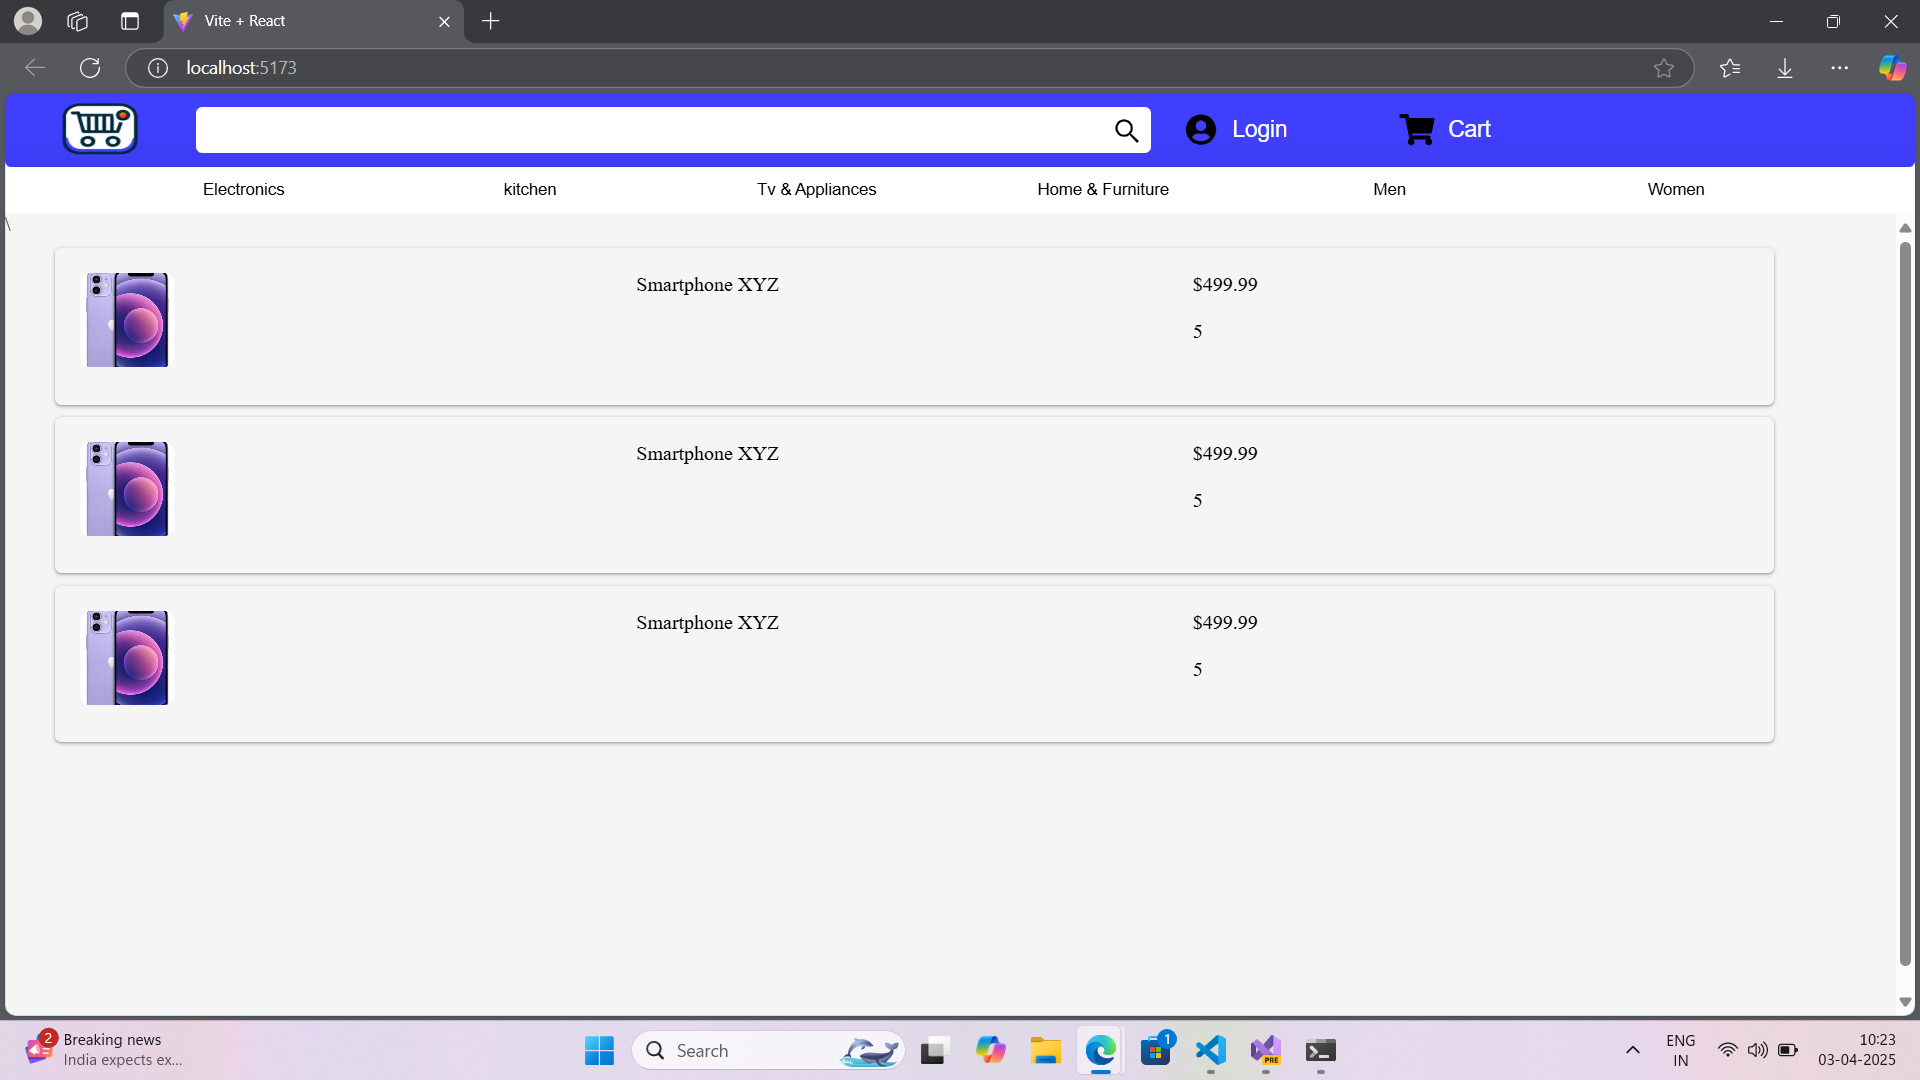 Vite + React
localhost:5173
Login
Cart
Electronics
kitchen
Tv & Appliances
Home & Furniture
Men
Women
\
Smartphone XYZ
$499.99
5
Smartphone XYZ
$499.99
5
Smartphone XYZ
$499.99
5
2
Breaking news
India expects ex...
Search
1
PRE
ENG
IN
10:23
03-04-2025